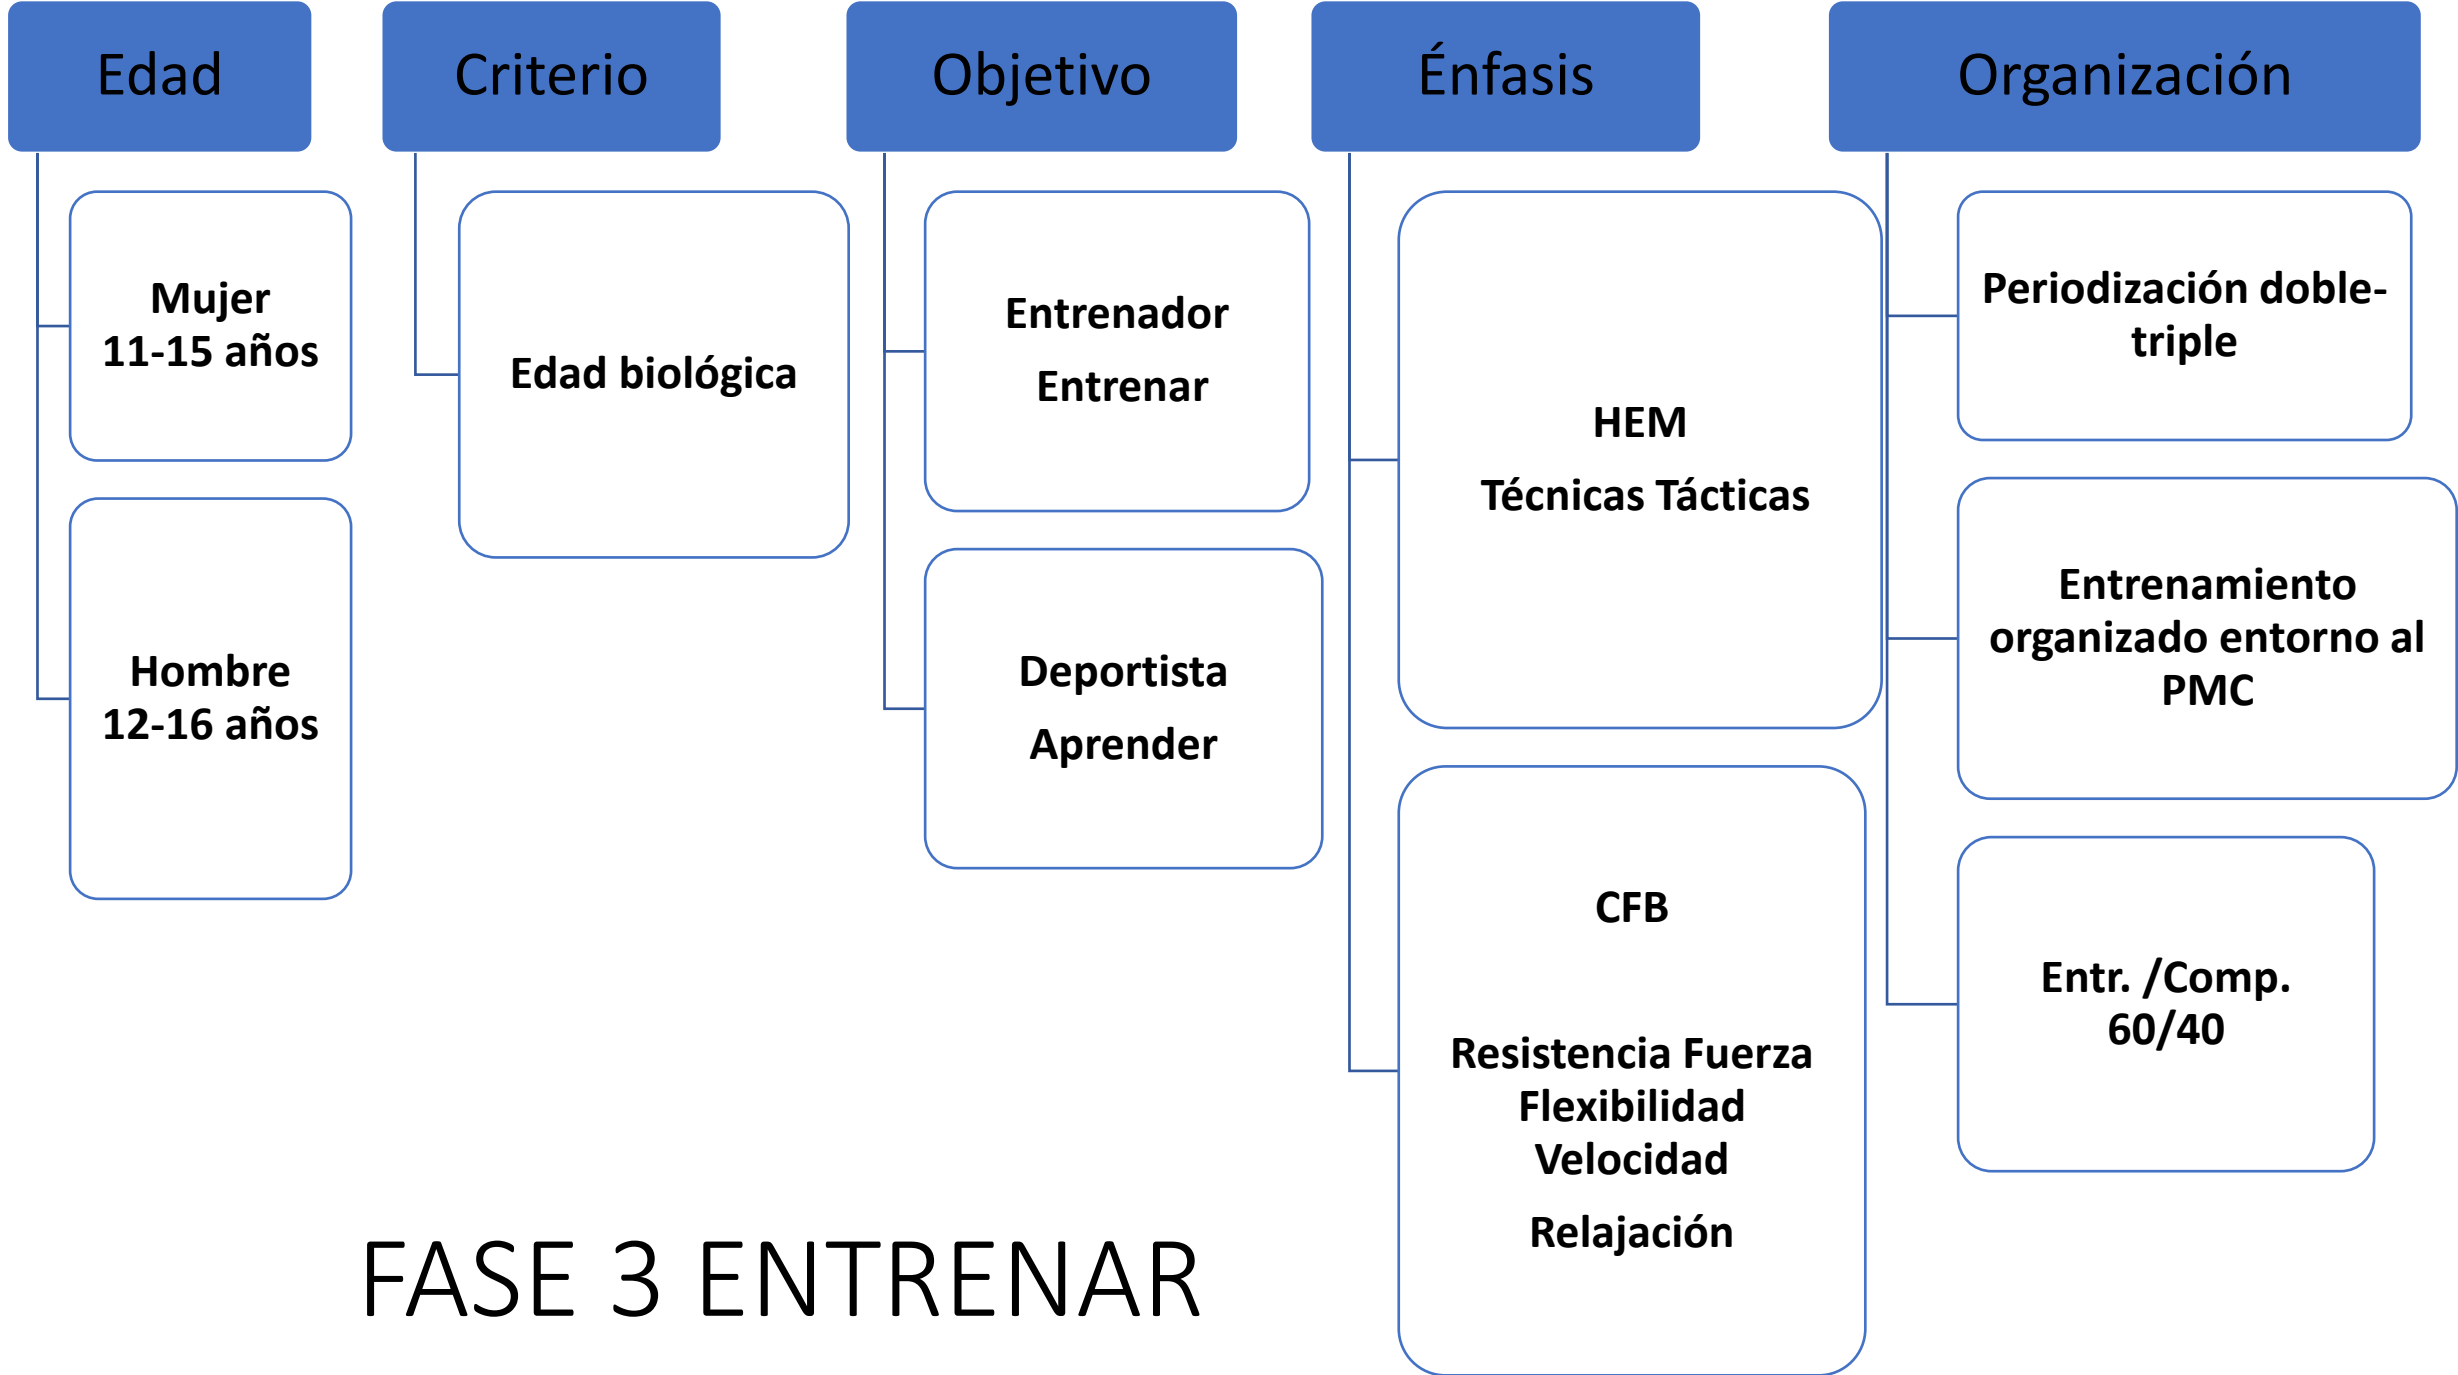 Edad
Mujer
11-15 años
Hombre
12-16 años
Criterio
Edad biológica
Objetivo
Entrenador
Entrenar
Deportista
Aprender
Énfasis
HEM
Técnicas Tácticas
CFB
Resistencia Fuerza
Flexibilidad
Velocidad
Relajación
Organización
Periodización doble-
triple
Entrenamiento
organizado entorno al
PMC
Entr. /Comp.
60/40
FASE 3 ENTRENAR